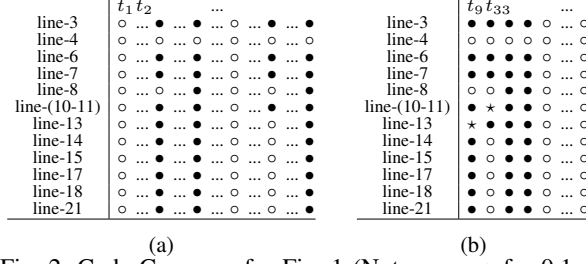 t₁ t₂ ...
line-3 ○ ... ● ... ● ... ○ ... ● ... ●
line-4 ○ ... ○ ... ○ ... ○ ... ○ ... ○
line-6 ○ ... ● ... ● ... ○ ... ● ... ●
line-7 ○ ... ● ... ● ... ○ ... ● ... ●
line-8 ○ ... ● ... ● ... ○ ... ○ ... ●
line-(10-11) ○ ... ● ... ● ... ○ ... ● ... ●
line-13 ○ ... ● ... ● ... ○ ... ○ ... ●
line-14 ○ ... ● ... ● ... ○ ... ○ ... ●
line-15 ○ ... ● ... ● ... ○ ... ○ ... ●
line-17 ○ ... ● ... ● ... ○ ... ○ ... ●
line-18 ○ ... ● ... ● ... ○ ... ○ ... ●
line-21 ○ ... ● ... ● ... ○ ... ○ ... ●
(a)
t₉ t₃₃ ...
line-3 ● ● ● ● ○ ... ○
line-4 ○ ○ ○ ○ ○ ... ○
line-6 ● ● ● ● ○ ... ○
line-7 ● ● ● ● ○ ... ○
line-8 ○ ○ ● ● ○ ... ○
line-(10-11) ● ⋆ ● ● ○ ... ○
line-13 ⋆ ● ● ● ○ ... ○
line-14 ● ○ ● ● ○ ... ○
line-15 ● ○ ● ● ○ ... ○
line-17 ● ○ ● ● ○ ... ○
line-18 ● ○ ● ● ○ ... ○
line-21 ● ○ ● ● ○ ... ○
(b)